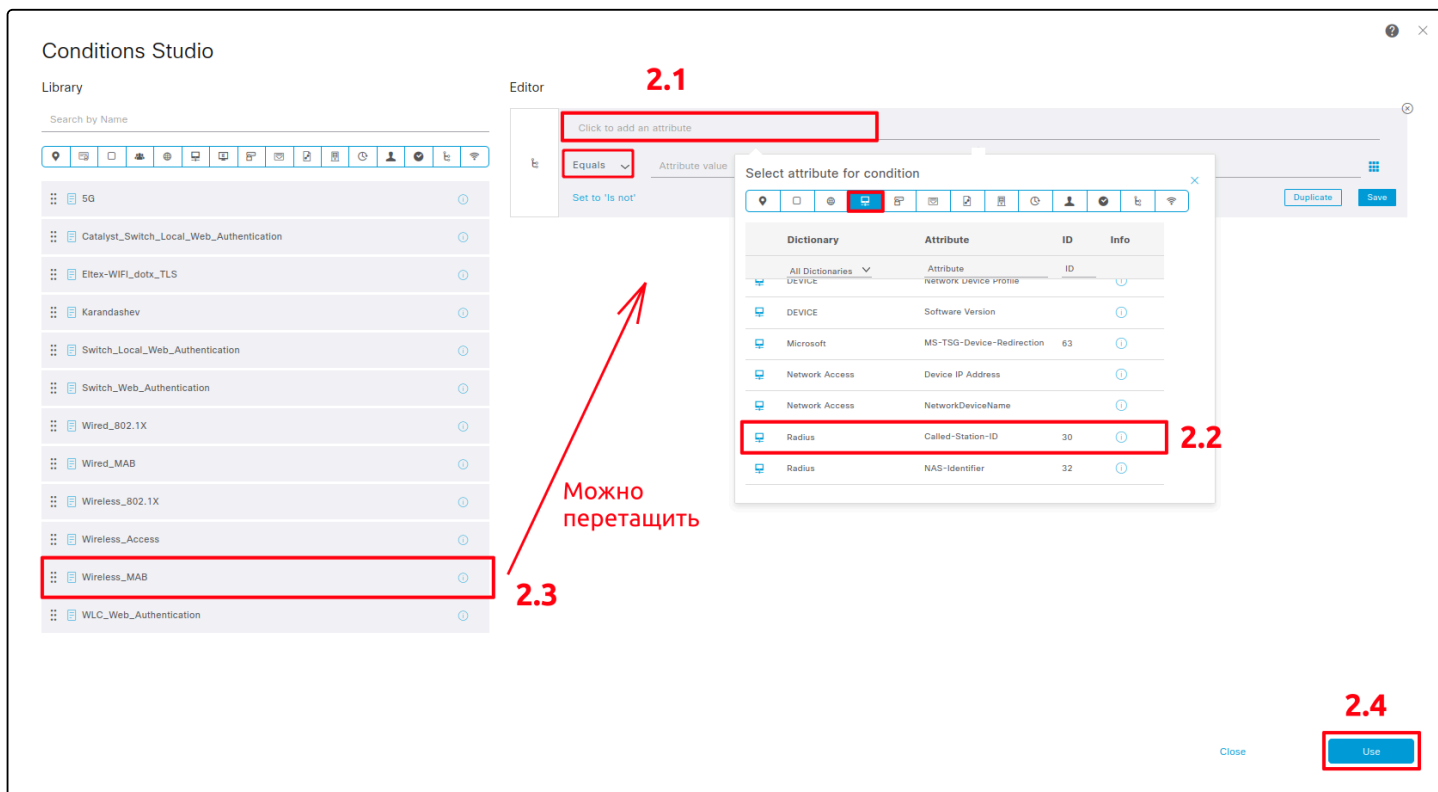 Conditions Studio
Library
Editor
2.1
Search by Name
Click to add an attribute
Equals
Attribute value
Set to 'Is not'
Duplicate
Save
5G
Catalyst_Switch_Local_Web_Authentication
Eltex-WIFI_dotx_TLS
Karandashev
Switch_Local_Web_Authentication
Switch_Web_Authentication
Wired_802.1X
Wired_MAB
Wireless_802.1X
Wireless_Access
Wireless_MAB
WLC_Web_Authentication
2.3
Можно
перетащить
Select attribute for condition
Dictionary Attribute ID Info
All Dictionaries Attribute ID
DEVICE Network Device Profile
DEVICE Software Version
Microsoft MS-TSG-Device-Redirection 63
Network Access Device IP Address
Network Access NetworkDeviceName
Radius Called-Station-ID 30
2.2
Radius NAS-Identifier 32
2.4
Close
Use